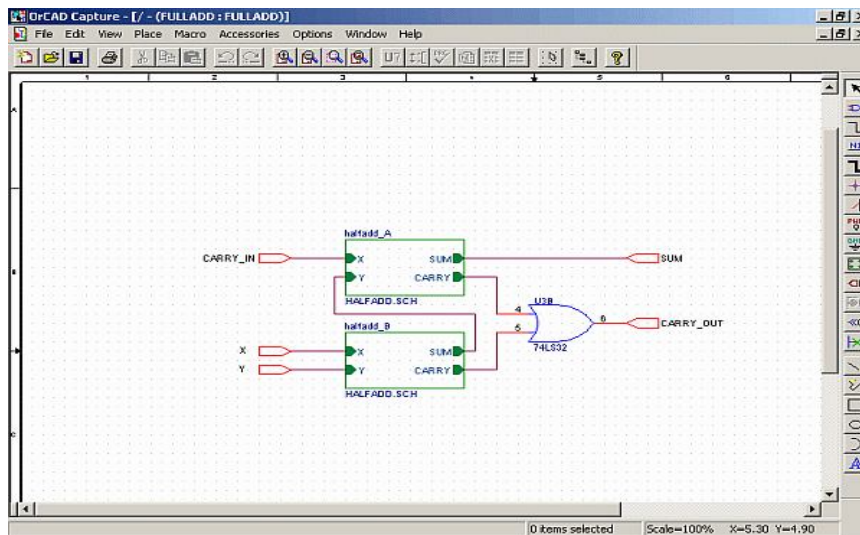 OrCAD Capture - [/ - (FULLADD : FULLADD)]
File Edit View Place Macro Accessories Options Window Help
1 2 3 4 5 6
A
halfadd_A
CARRY_IN X SUM SUM
B
Y CARRY
HALFADD.SCH
U3B
4
6 CARRY_OUT
5
halfadd_B
74LS32
X X SUM
Y Y CARRY
HALFADD.SCH
C
0 items selected Scale=100% X=5.30 Y=4.90